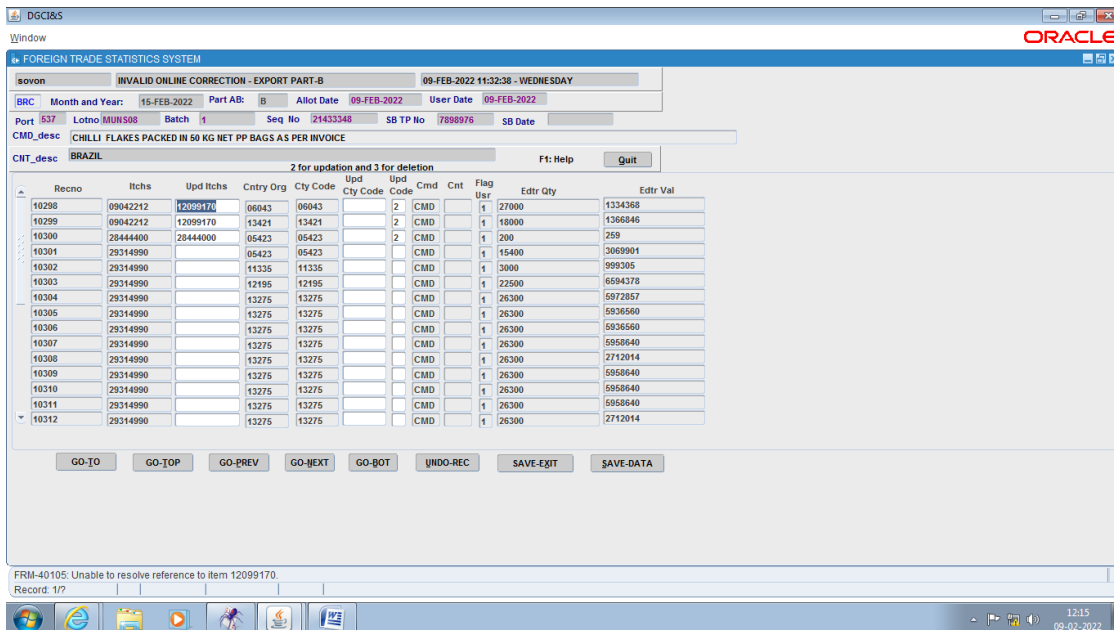 DGCI&S
Window
ORACLE
FOREIGN TRADE STATISTICS SYSTEM
sovon INVALID ONLINE CORRECTION - EXPORT PART-B 09-FEB-2022 11:32:38 - WEDNESDAY
BRC Month and Year: 15-FEB-2022 Part AB: B Allot Date 09-FEB-2022 User Date 09-FEB-2022
Port 537 Lotno MUNS08 Batch 1 Seq No 21433348 SB TP No 7898976 SB Date
CMD_desc CHILLI FLAKES PACKED IN 50 KG NET PP BAGS AS PER INVOICE
CNT_desc BRAZIL 2 for updation and 3 for deletion F1: Help Quit
Recno Itchs Upd Itchs Cntry Org Cty Code Upd Cty Code Upd Code Cmd Cnt Flag Usr Edtr Qty Edtr Val
10298 09042212 12099170 06043 06043 2 CMD 1 27000 1334368
10299 09042212 12099170 13421 13421 2 CMD 1 18000 1366846
10300 28444400 28444000 05423 05423 2 CMD 1 200 259
10301 29314990 05423 05423 CMD 1 15400 3069901
10302 29314990 11335 11335 CMD 1 3000 999305
10303 29314990 12195 12195 CMD 1 22500 6594378
10304 29314990 13275 13275 CMD 1 26300 5972857
10305 29314990 13275 13275 CMD 1 26300 5936560
10306 29314990 13275 13275 CMD 1 26300 5936560
10307 29314990 13275 13275 CMD 1 26300 5958640
10308 29314990 13275 13275 CMD 1 26300 2712014
10309 29314990 13275 13275 CMD 1 26300 5958640
10310 29314990 13275 13275 CMD 1 26300 5958640
10311 29314990 13275 13275 CMD 1 26300 5958640
10312 29314990 13275 13275 CMD 1 26300 2712014
GO-TO GO-TOP GO-PREV GO-NEXT GO-BOT UNDO-REC SAVE-EXIT SAVE-DATA
FRM-40105: Unable to resolve reference to item 12099170.
Record: 1/?
12:15
09-02-2022